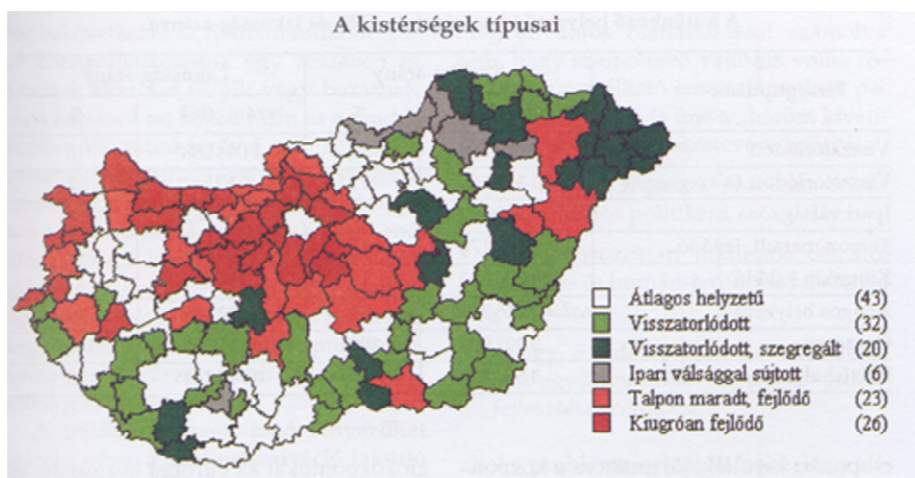 A kistérségek típusai
Átlagos helyzetű (43)
Visszatorlódott (32)
Visszatorlódott, szegregált (20)
Ipari válsággal sújtott (6)
Talpon maradt, fejlődő (23)
Kiugróan fejlődő (26)